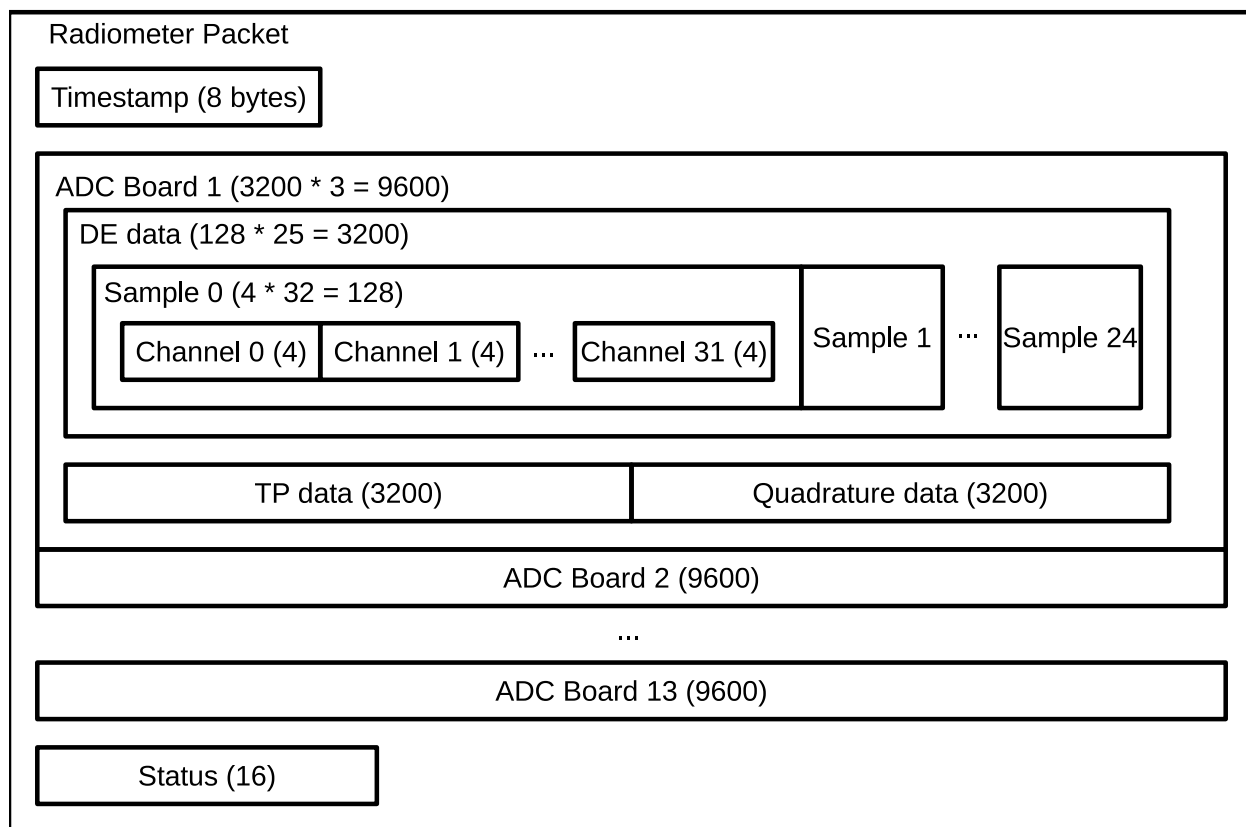 Radiometer Packet
Timestamp (8 bytes)
ADC Board 1 (3200 * 3 = 9600)
DE data (128 * 25 = 3200)
Sample 0 (4 * 32 = 128)
Channel 0 (4)
Channel 1 (4)
...
Channel 31 (4)
Sample 1
...
Sample 24
TP data (3200)
Quadrature data (3200)
ADC Board 2 (9600)
...
ADC Board 13 (9600)
Status (16)